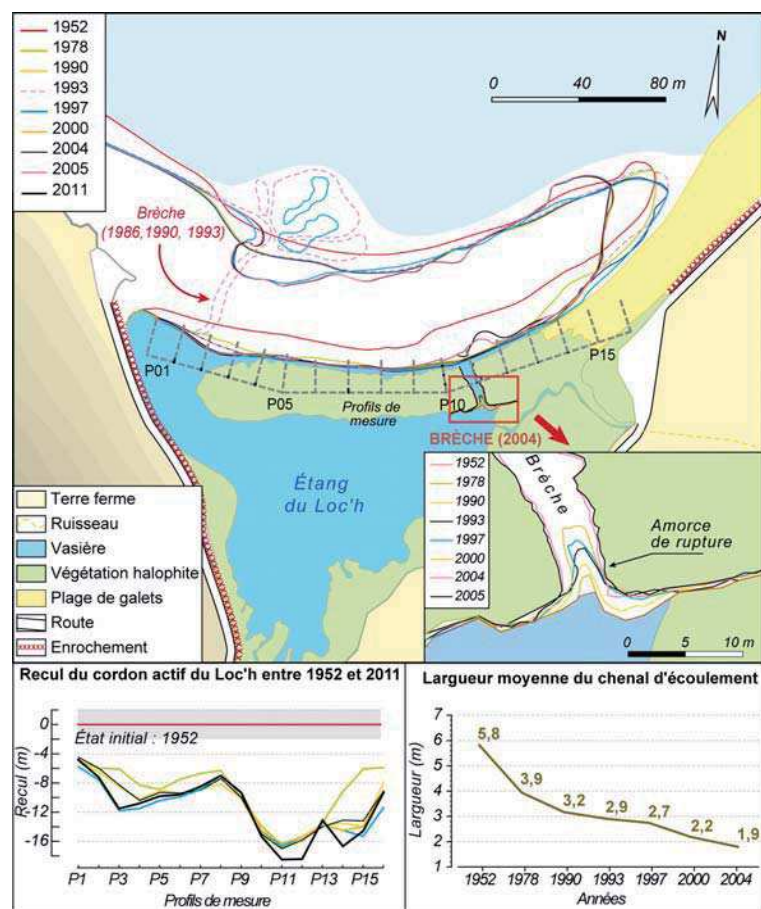 1952
1978
1990
1993
1997
2000
2004
2005
2011
N
0 40 80 m
Brèche
(1986,1990, 1993)
P01
P05
Profils de
mesure
P10
P15
BRÈCHE (2004)
Étang
du Loc'h
Terre ferme
Ruisseau
Vasière
Végétation halophite
Plage de galets
Route
Enrochement
1952
1978
1990
1993
1997
2000
2004
2005
Brèche
Amorce
de rupture
0 5 10 m
Recul du cordon actif du Loc'h entre 1952 et 2011
Recul (m)
0
-4
-8
-12
-16
État initial : 1952
P1 P3 P5 P7 P9 P11 P13 P15
Profils de mesure
Largueur moyenne du chenal d'écoulement
Largueur (m)
7
6
5
4
3
2
1
5,8
3,9
3,2
2,9
2,7
2,2
1,9
1952 1978 1990 1993 1997 2000 2004
Années